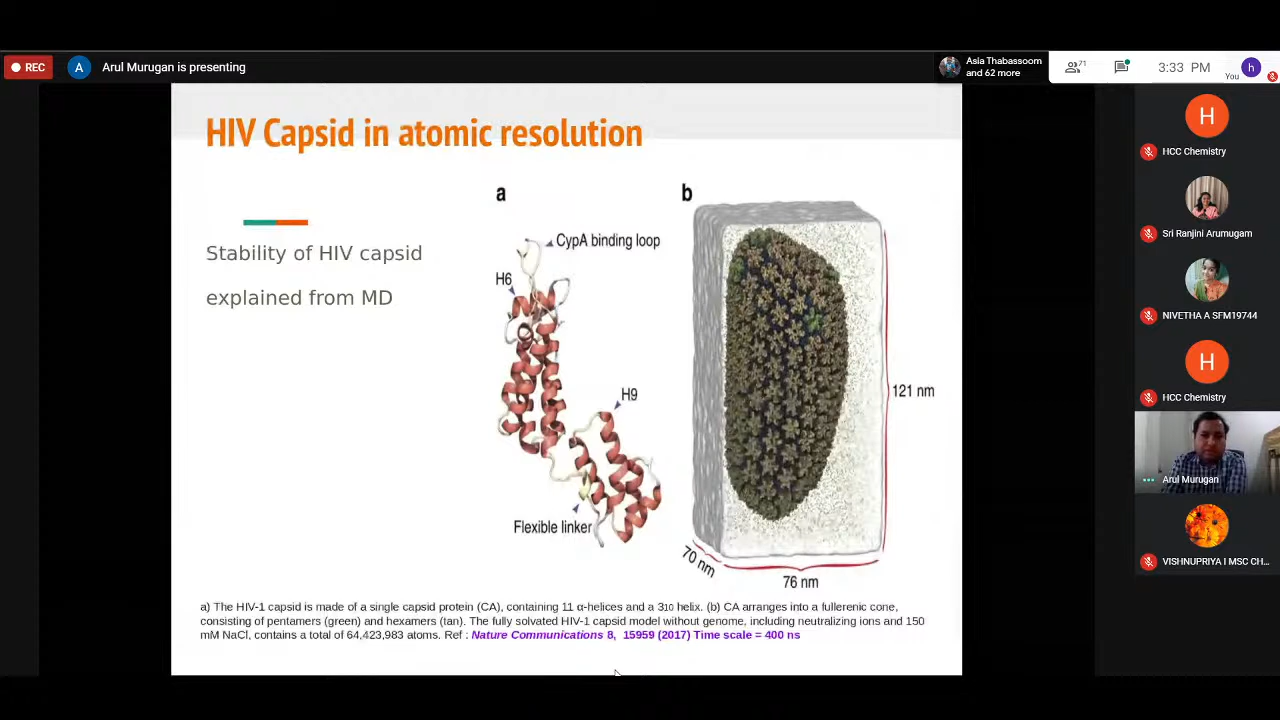 REC
A
Arul Murugan is presenting
Asia Thabassoom
and 62 more
71
3:33 PM
You
h
HIV Capsid in atomic resolution
Stability of HIV capsid
explained from MD
a
CypA binding loop
H6
H9
Flexible linker
b
121 nm
70 nm
76 nm
a) The HIV-1 capsid is made of a single capsid protein (CA), containing 11 α-helices and a 310 helix. (b) CA arranges into a fullerenic cone,
consisting of pentamers (green) and hexamers (tan). The fully solvated HIV-1 capsid model without genome, including neutralizing ions and 150
mM NaCl, contains a total of 64,423,983 atoms. Ref : Nature Communications 8, 15959 (2017) Time scale = 400 ns
H
HCC Chemistry
Sri Ranjini Arumugam
NIVETHA A SFM19744
H
HCC Chemistry
Arul Murugan
VISHNUPRIYA I MSC CH...